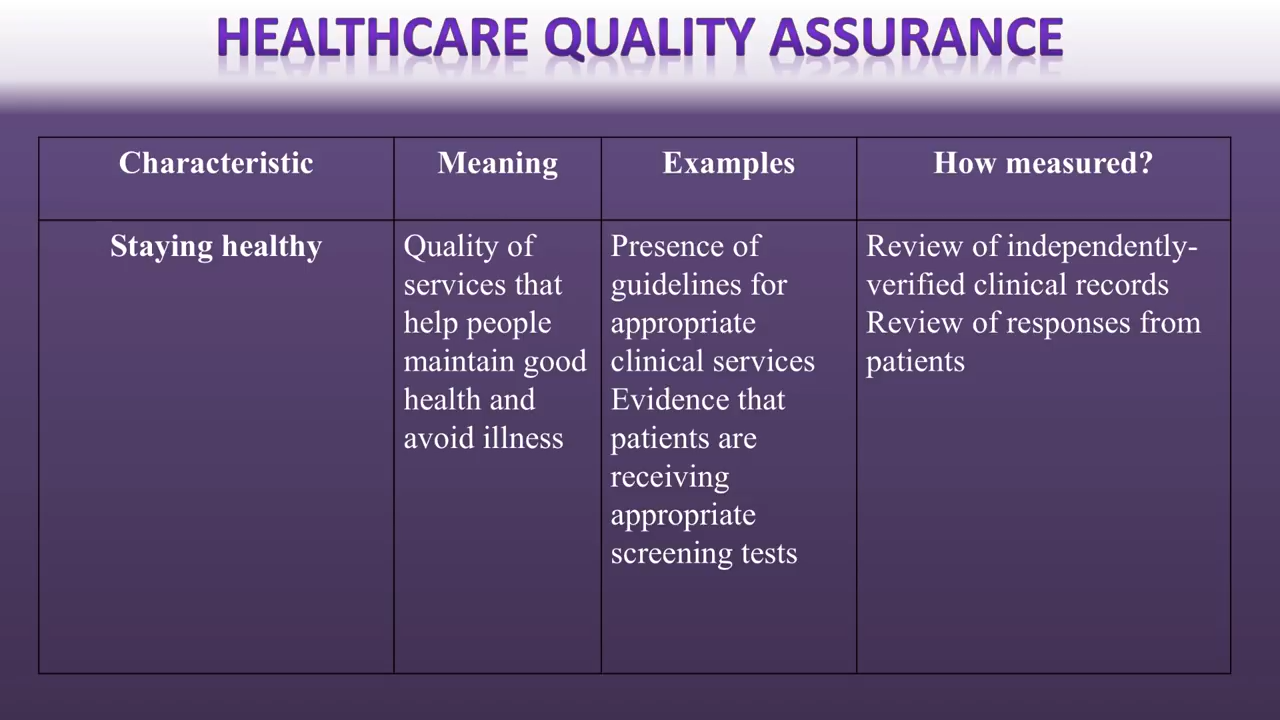 HEALTHCARE QUALITY ASSURANCE
Characteristic
Meaning
Examples
How measured?
Staying healthy
Quality of
services that
help people
maintain good
health and
avoid illness
Presence of
guidelines for
appropriate
clinical services
Evidence that
patients are
receiving
appropriate
screening tests
Review of independently-
verified clinical records
Review of responses from
patients